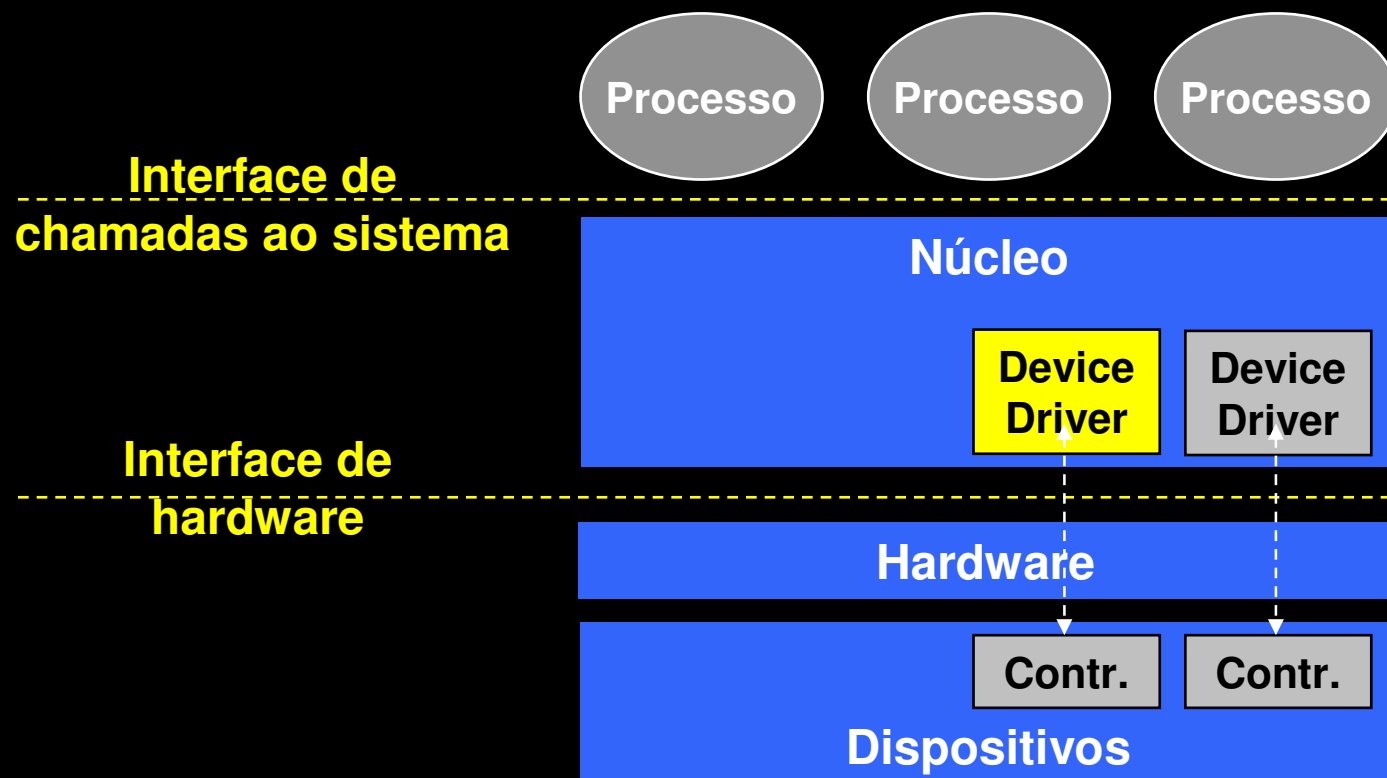 Processo
Processo
Processo
Interface de
chamadas ao sistema
Núcleo
Device
Driver
Device
Driver
Interface de
hardware
Hardware
Contr.
Contr.
Dispositivos